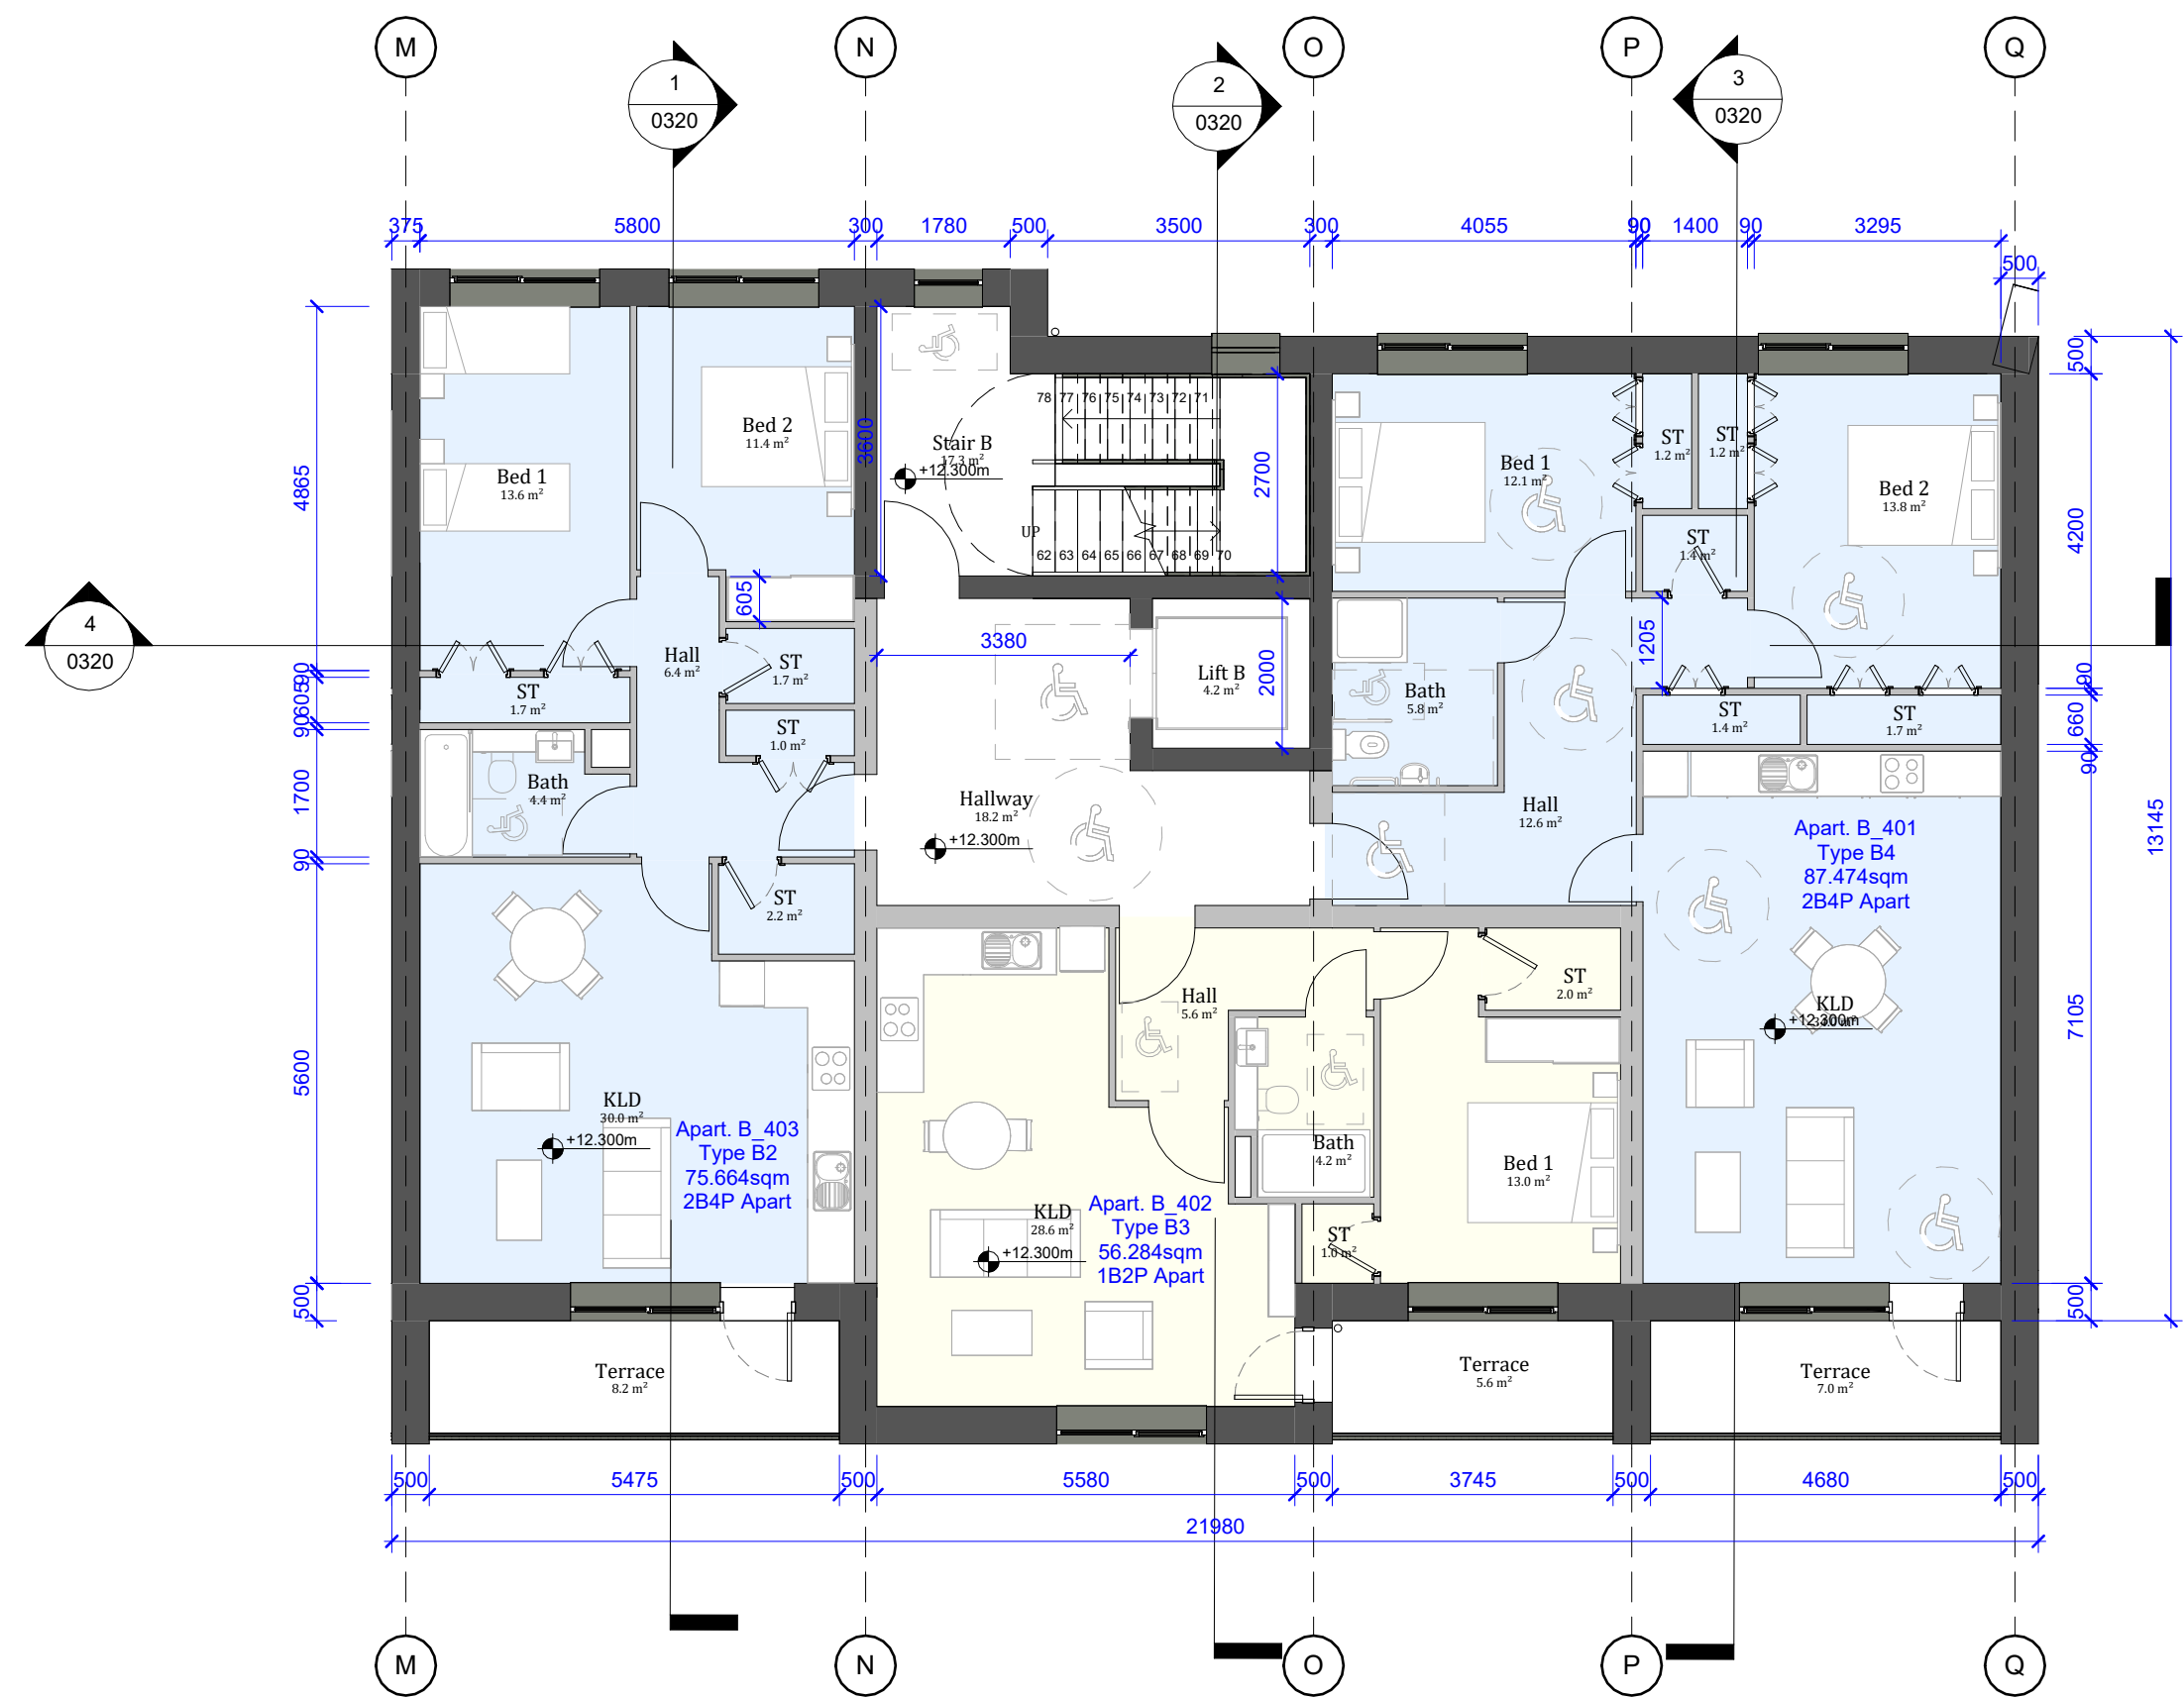 M
N
O
P
Q
1
0320
2
0320
3
0320
375
5800
300
1780
500
3500
300
4055
90
1400
90
3295
500
Bed 1
13.6 m²
Bed 2
11.4 m²
Stair B
17.3 m²
+12.300m
78 77 76 75 74 73 72 71
UP
62 63 64 65 66 67 68 69 70
3600
2700
Bed 1
12.1 m²
ST
1.2 m²
ST
1.2 m²
Bed 2
13.8 m²
ST
1.4 m²
500
4865
4200
13145
4
0320
Hall
6.4 m²
605
ST
1.7 m²
3380
Lift B
4.2 m²
2000
1205
Bath
5.8 m²
90
605
90
ST
1.7 m²
ST
1.0 m²
ST
1.4 m²
ST
1.7 m²
90
660
90
1700
Bath
4.4 m²
Hallway
18.2 m²
+12.300m
Hall
12.6 m²
Apart. B_401
Type B4
87.474sqm
2B4P Apart
90
ST
2.2 m²
Hall
5.6 m²
ST
2.0 m²
KLD
+12.300m
7105
5600
KLD
30.0 m²
+12.300m
Apart. B_403
Type B2
75.664sqm
2B4P Apart
Bath
4.2 m²
Bed 1
13.0 m²
KLD
28.6 m²
+12.300m
Apart. B_402
Type B3
56.284sqm
1B2P Apart
ST
1.0 m²
500
500
Terrace
8.2 m²
Terrace
5.6 m²
Terrace
7.0 m²
500
5475
500
5580
500
3745
500
4680
500
21980
M
N
O
P
Q